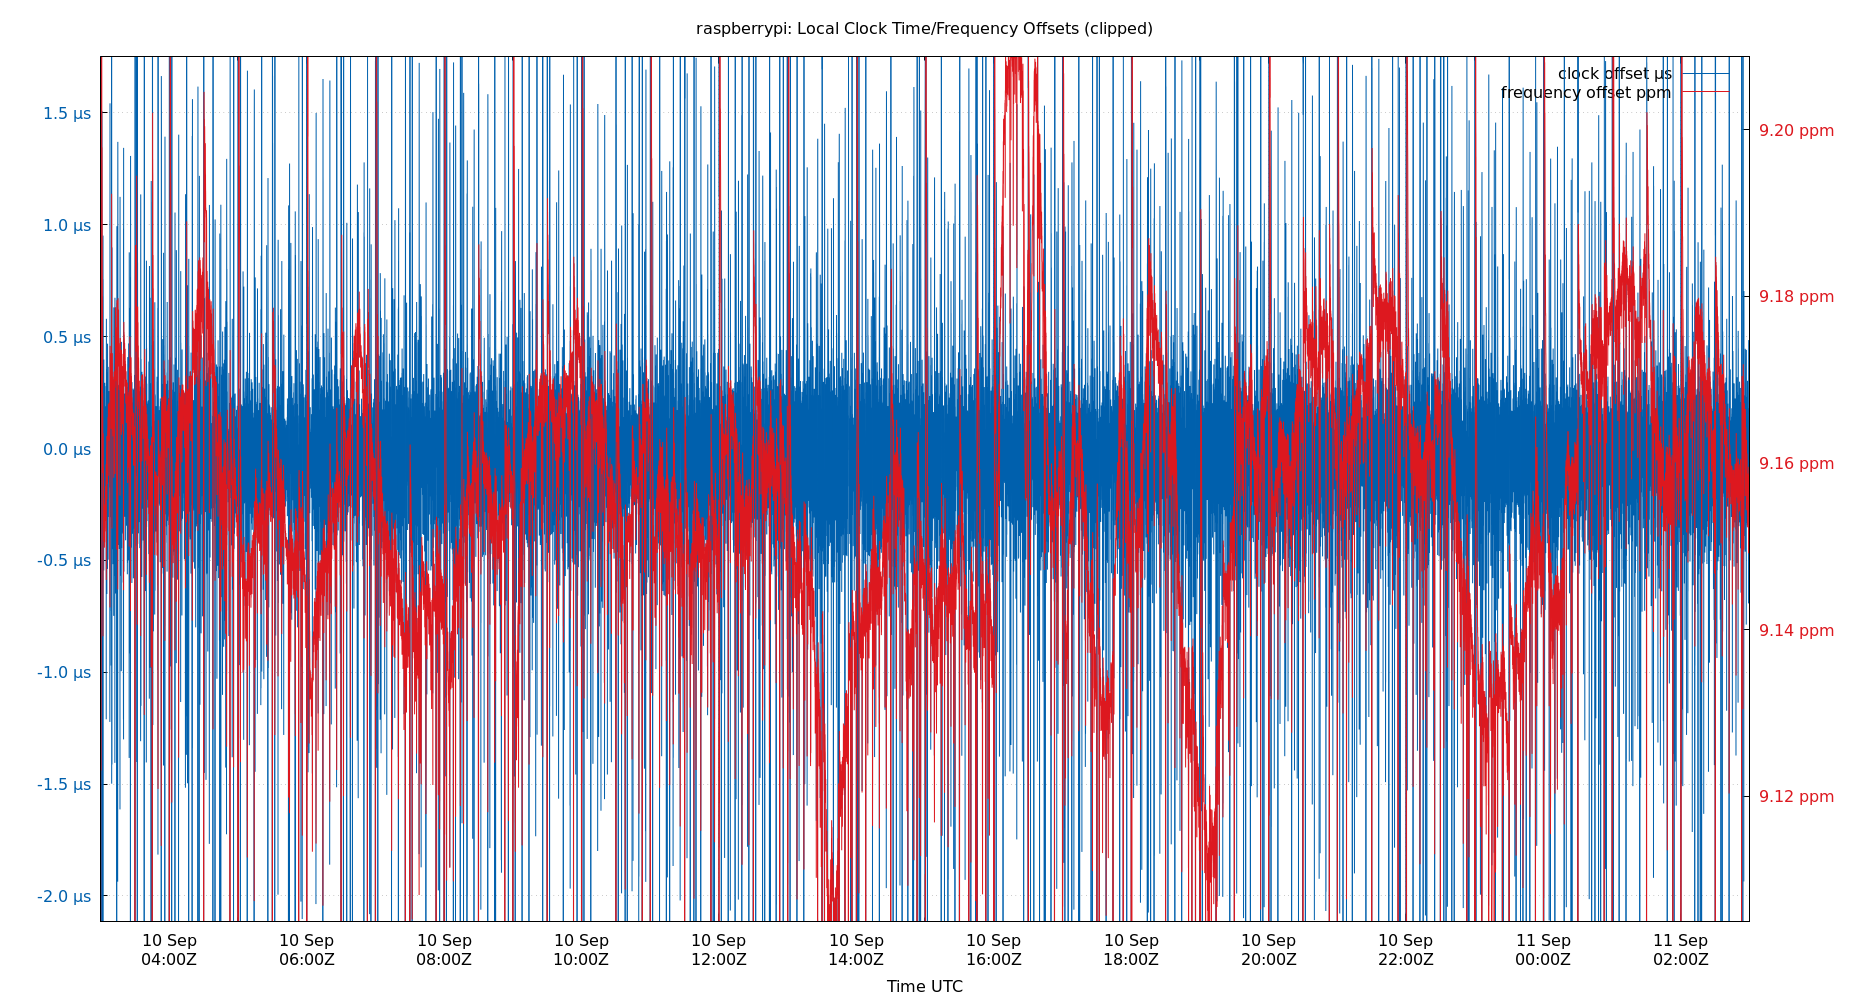 raspberrypi: Local Clock Time/Frequency Offsets (clipped)
clock offset µs
frequency offset ppm
1.5 µs
1.0 µs
0.5 µs
0.0 µs
-0.5 µs
-1.0 µs
-1.5 µs
-2.0 µs
9.20 ppm
9.18 ppm
9.16 ppm
9.14 ppm
9.12 ppm
10 Sep 10 Sep 10 Sep 10 Sep 10 Sep 10 Sep 10 Sep 10 Sep 10 Sep 10 Sep 11 Sep 11 Sep
04:00Z 06:00Z 08:00Z 10:00Z 12:00Z 14:00Z 16:00Z 18:00Z 20:00Z 22:00Z 00:00Z 02:00Z
Time UTC